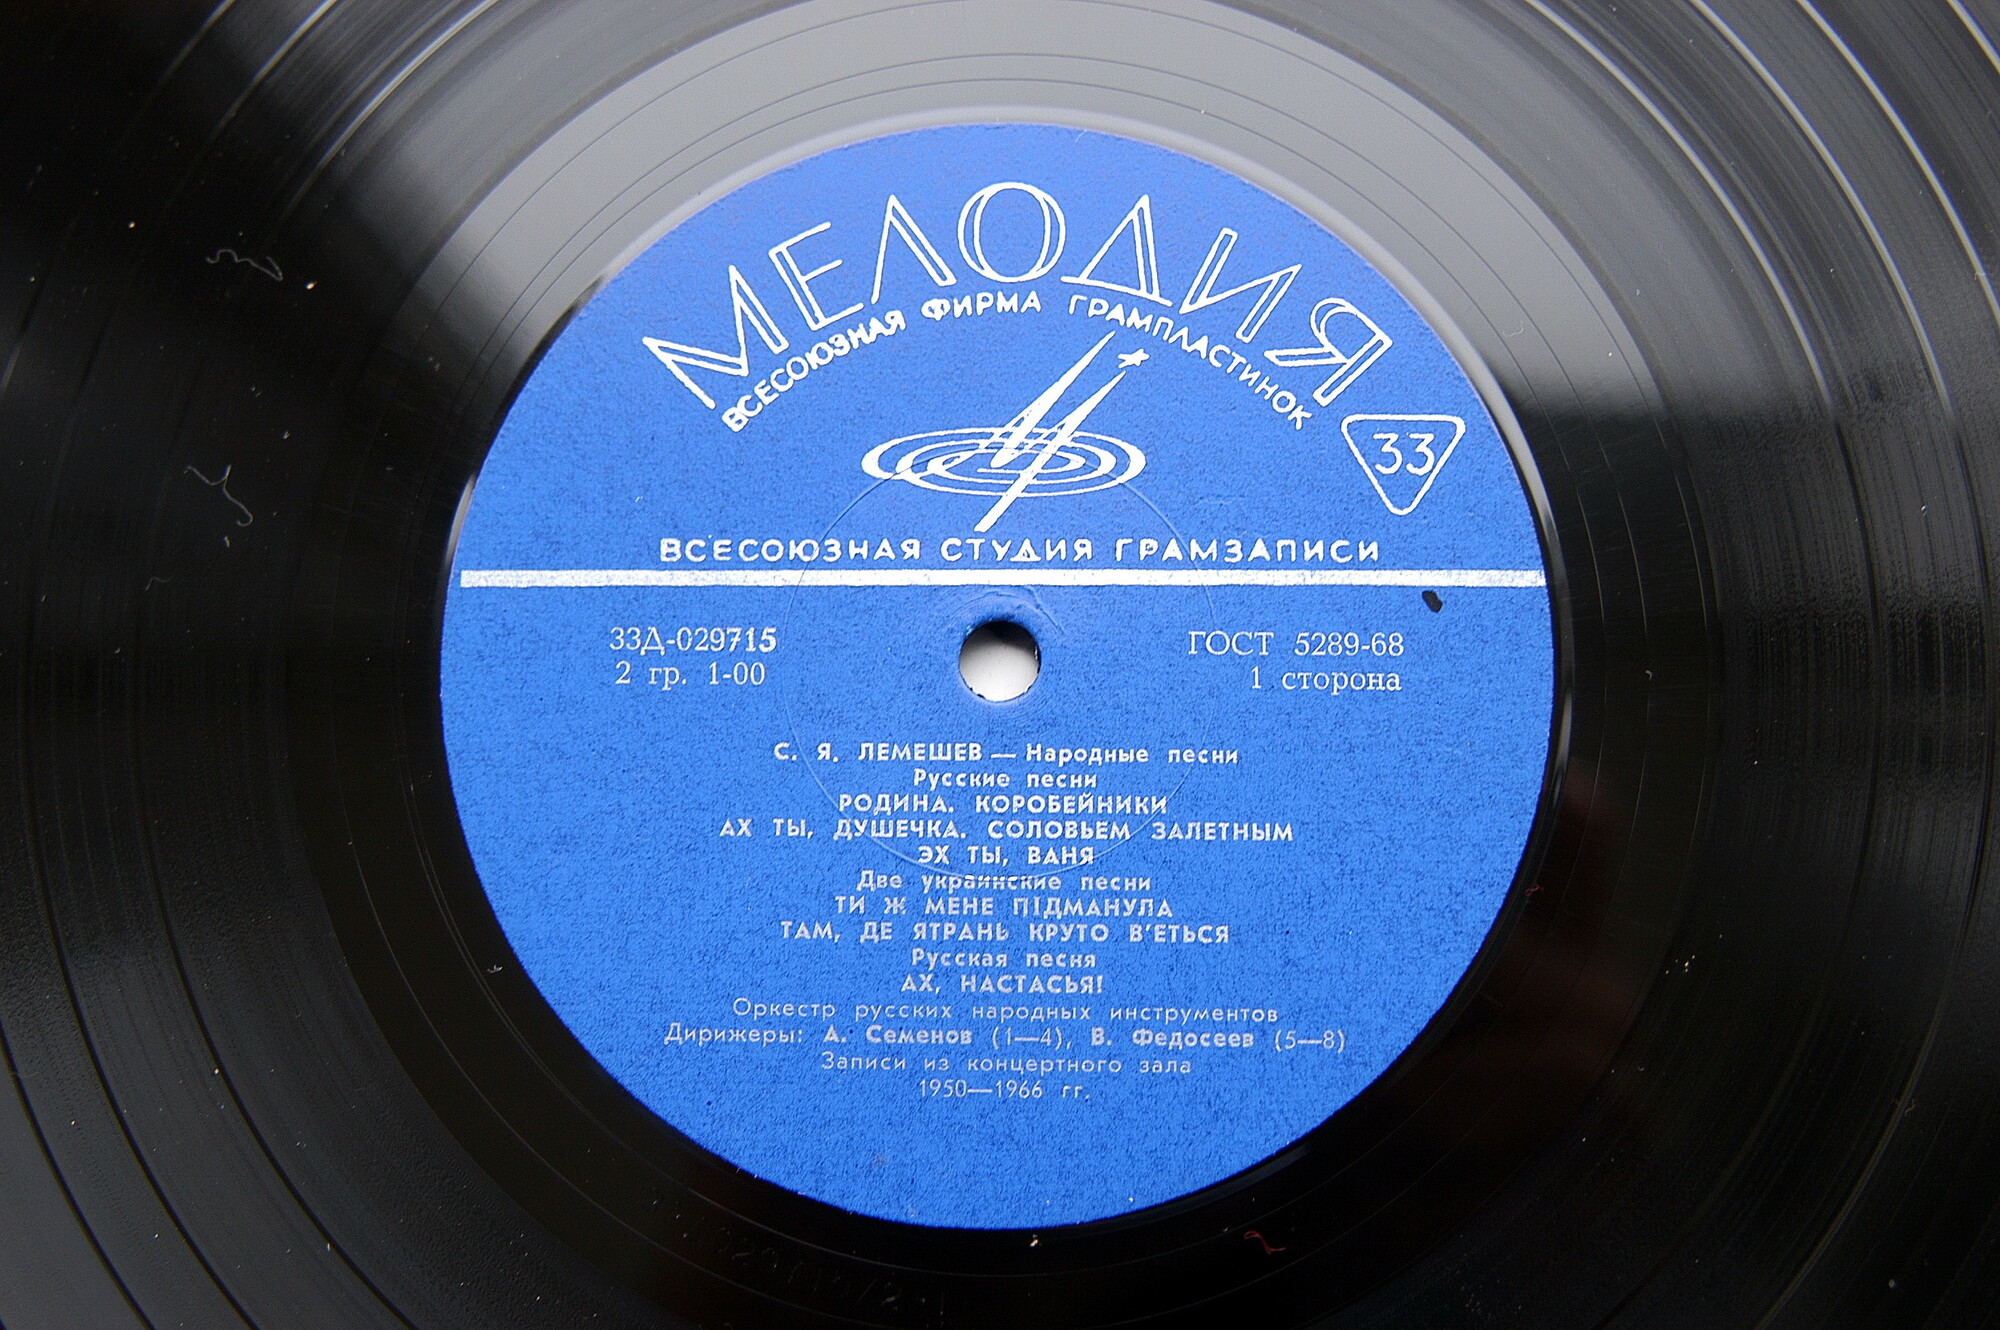 МЕЛОДИЯ
ВСЕСОЮЗНАЯ ФИРМА ГРАМПЛАСТИНОК
33
ВСЕСОЮЗНАЯ СТУДИЯ ГРАМЗАПИСИ
33Д-029715
2 гр. 1-00
ГОСТ 5289-68
1 сторона
С. Я. ЛЕМЕШЕВ — Народные песни
Русские песни
РОДИНА. КОРОБЕЙНИКИ
АХ ТЫ, ДУШЕЧКА. СОЛОВЬЕМ ЗАЛЕТНЫМ
ЭХ ТЫ, ВАНЯ
Две украинские песни
ТИ Ж МЕНЕ ПІДМАНУЛА
ТАМ, ДЕ ЯТРАНЬ КРУТО В'ЕТЬСЯ
Русская песня
АХ, НАСТАСЬЯ!
Оркестр русских народных инструментов
Дирижеры: А. Семенов (1—4), В. Федосеев (5—8)
Записи из концертного зала
1950—1966 гг.